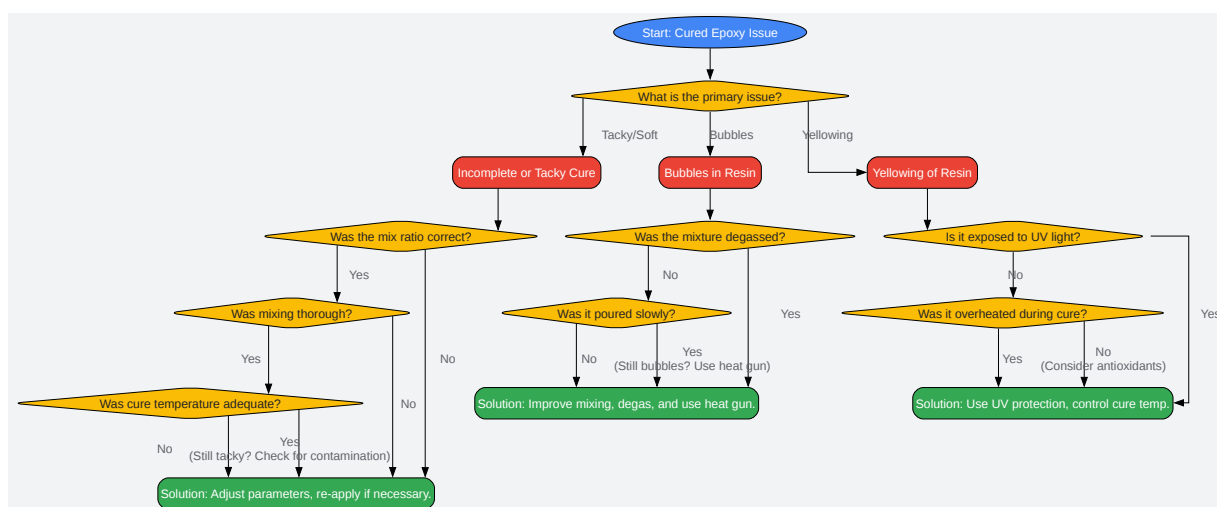 Start: Cured Epoxy Issue
What is the primary issue?
Tacky/Soft
Bubbles
Yellowing
Incomplete or Tacky Cure
Bubbles in Resin
Yellowing of Resin
Was the mix ratio correct?
Was the mixture degassed?
Is it exposed to UV light?
Yes
No
No
Was mixing thorough?
Was it poured slowly?
Yes
Was it overheated during cure?
Yes
Yes
No
No
Yes
(Still bubbles? Use heat gun)
Yes
No
(Consider antioxidants)
Was cure temperature adequate?
No
Solution: Improve mixing, degas, and use heat gun.
Solution: Use UV protection, control cure temp.
No
Yes
(Still tacky? Check for contamination)
Solution: Adjust parameters, re-apply if necessary.